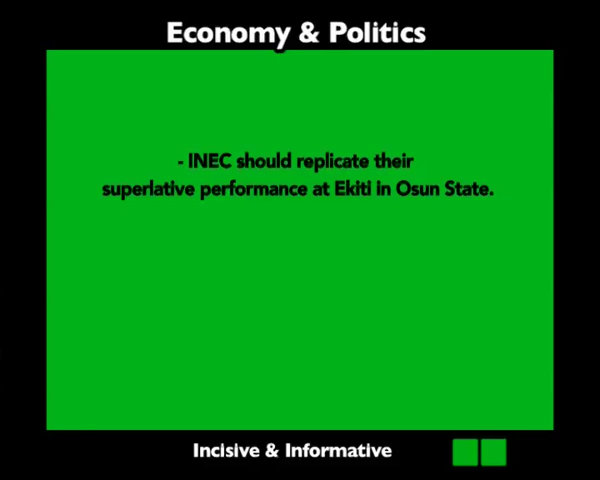 Economy & Politics
- INEC should replicate their
superlative performance at Ekiti in Osun State.
Incisive & Informative